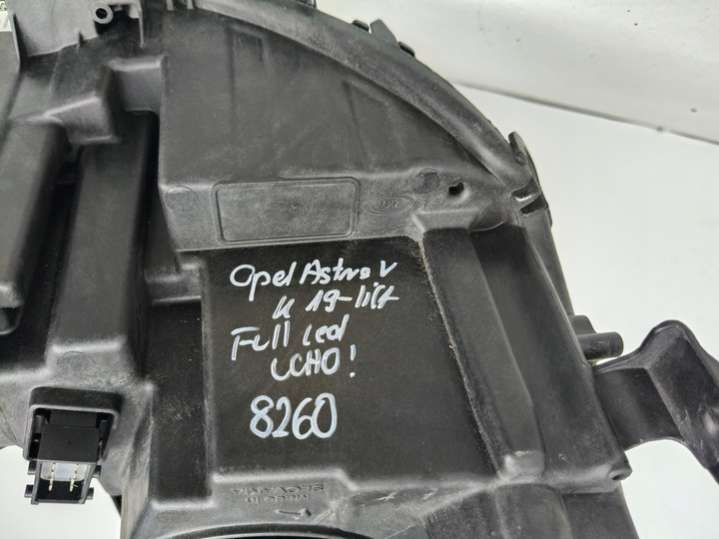 Opel Astra V
K 19-lift
Full Led
UCHO!
8260